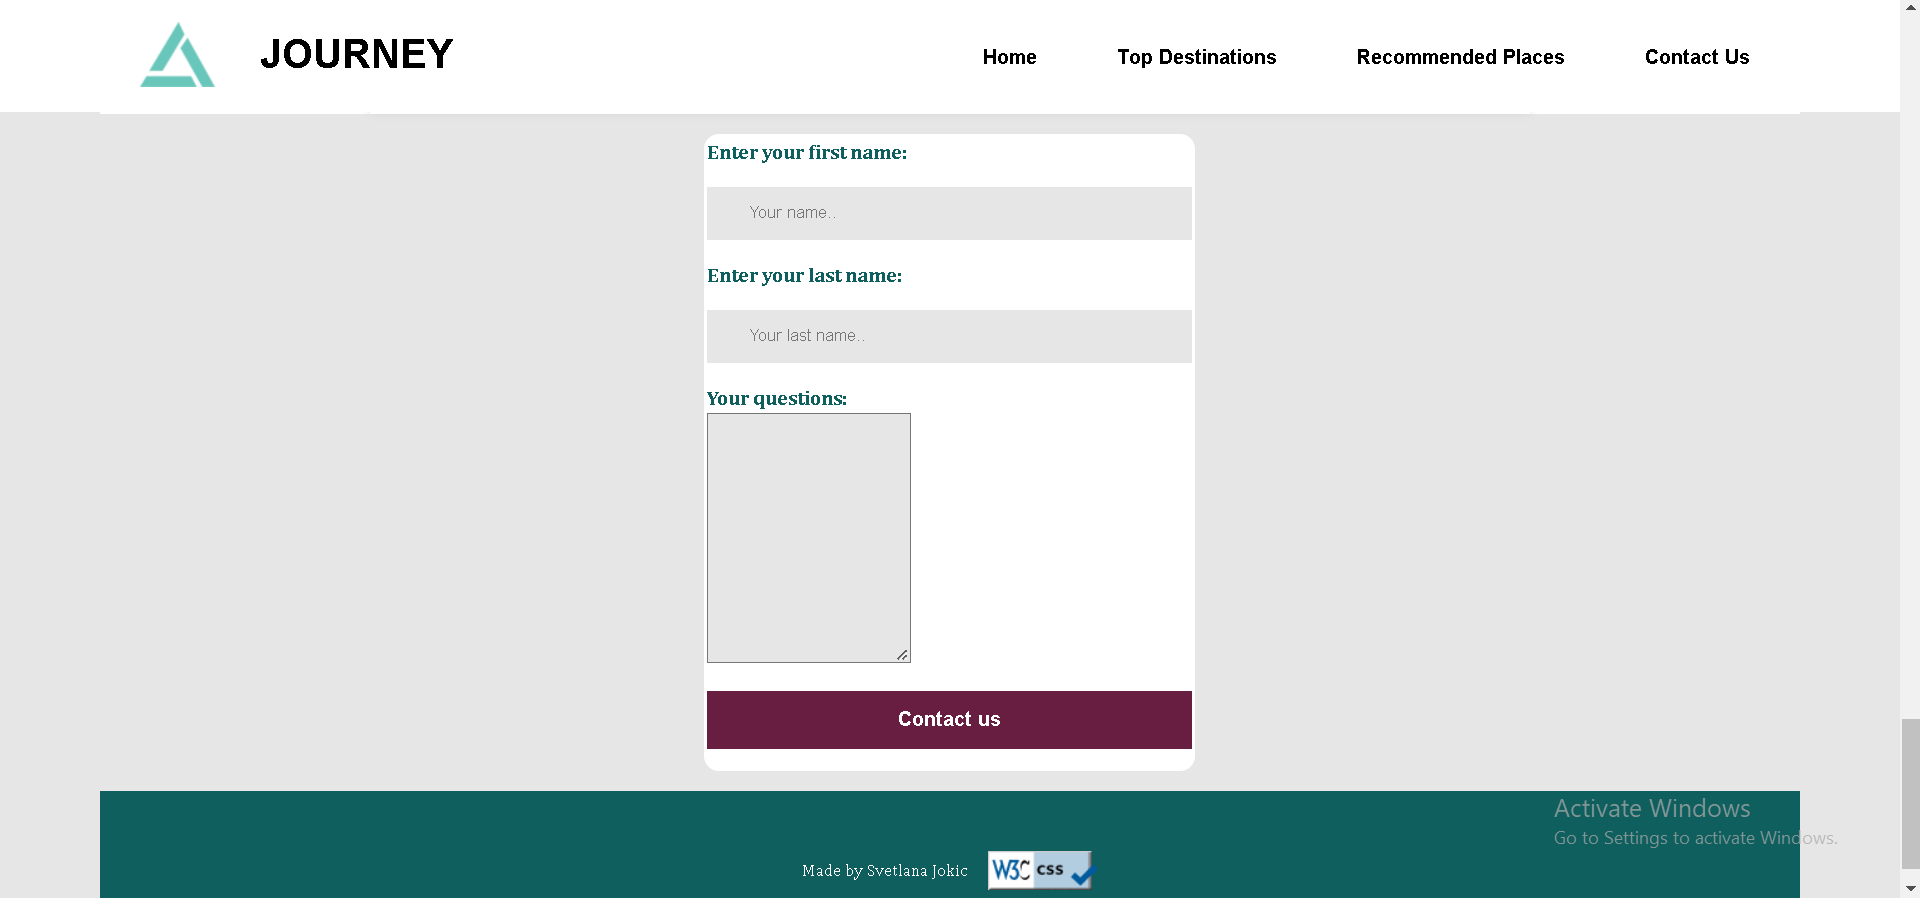 JOURNEY
Home Top Destinations Recommended Places Contact Us
Enter your first name:
Your name..
Enter your last name:
Your last name..
Your questions:
Contact us
Activate Windows
Go to Settings to activate Windows.
Made by Svetlana Jokic W3C css